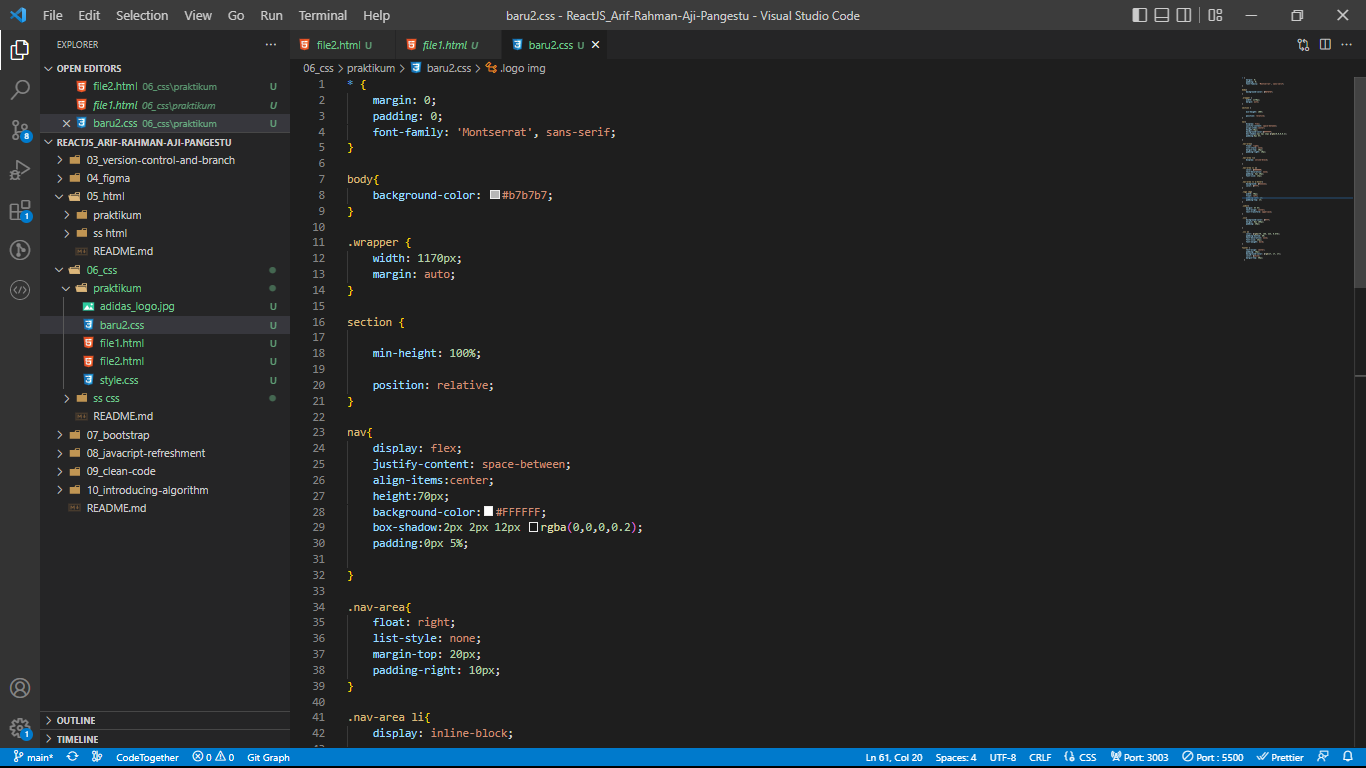 File Edit Selection View Go Run Terminal Help baru2.css - ReactJS_Arif-Rahman-Aji-Pangestu - Visual Studio Code
EXPLORER
OPEN EDITORS
file2.html 06_css\praktikum U
file1.html 06_css\praktikum U
baru2.css 06_css\praktikum U
REACTJS_ARIF-RAHMAN-AJI-PANGESTU
03_version-control-and-branch
04_figma
05_html
praktikum
ss html
README.md
06_css
praktikum
adidas_logo.jpg U
baru2.css U
file1.html U
file2.html U
style.css U
ss css
README.md
07_bootstrap
08_javacript-refreshment
09_clean-code
10_introducing-algorithm
README.md
OUTLINE
TIMELINE
8
1
1
file2.html U file1.html U baru2.css U
06_css > praktikum > baru2.css > .logo img
1 * {
2 margin: 0;
3 padding: 0;
4 font-family: 'Montserrat', sans-serif;
5 }
6
7 body{
8 background-color: #b7b7b7;
9 }
10
11 .wrapper {
12 width: 1170px;
13 margin: auto;
14 }
15
16 section {
17
18 min-height: 100%;
19
20 position: relative;
21 }
22
23 nav{
24 display: flex;
25 justify-content: space-between;
26 align-items:center;
27 height:70px;
28 background-color: #FFFFFF;
29 box-shadow:2px 2px 12px rgba(0,0,0,0.2);
30 padding:0px 5%;
31
32 }
33
34 .nav-area{
35 float: right;
36 list-style: none;
37 margin-top: 20px;
38 padding-right: 10px;
39 }
40
41 .nav-area li{
42 display: inline-block;
main* CodeTogether 0 0 Git Graph Ln 61, Col 20 Spaces: 4 UTF-8 CRLF CSS Port: 3003 Port : 5500 Prettier